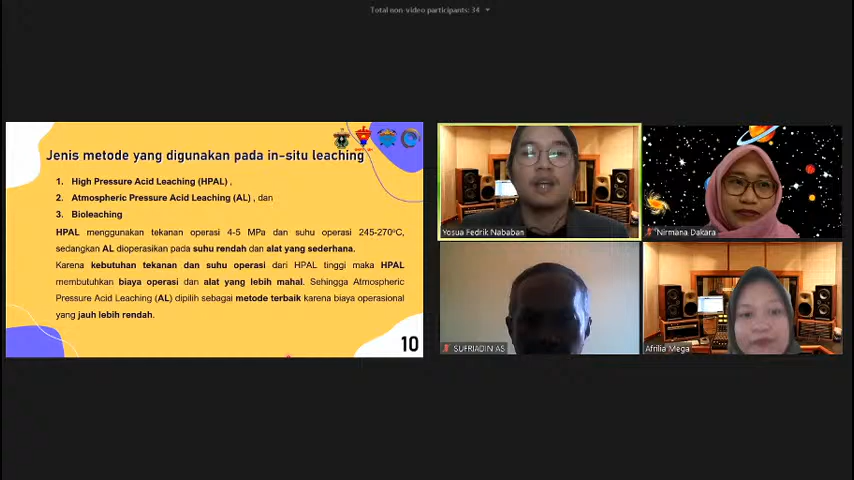 Total non-video participants: 34
Jenis metode yang digunakan pada in-situ leaching
1. High Pressure Acid Leaching (HPAL) ,
2. Atmospheric Pressure Acid Leaching (AL) , dan
3. Bioleaching
HPAL menggunakan tekanan operasi 4-5 MPa dan suhu operasi 245-270°C,
sedangkan AL dioperasikan pada suhu rendah dan alat yang sederhana.
Karena kebutuhan tekanan dan suhu operasi dari HPAL tinggi maka HPAL
membutuhkan biaya operasi dan alat yang lebih mahal. Sehingga Atmospheric
Pressure Acid Leaching (AL) dipilih sebagai metode terbaik karena biaya operasional
yang jauh lebih rendah.
10
Yosua Fedrik Nababan
Nirmana Dakara
SUFRIADIN AS
Afrilia Mega